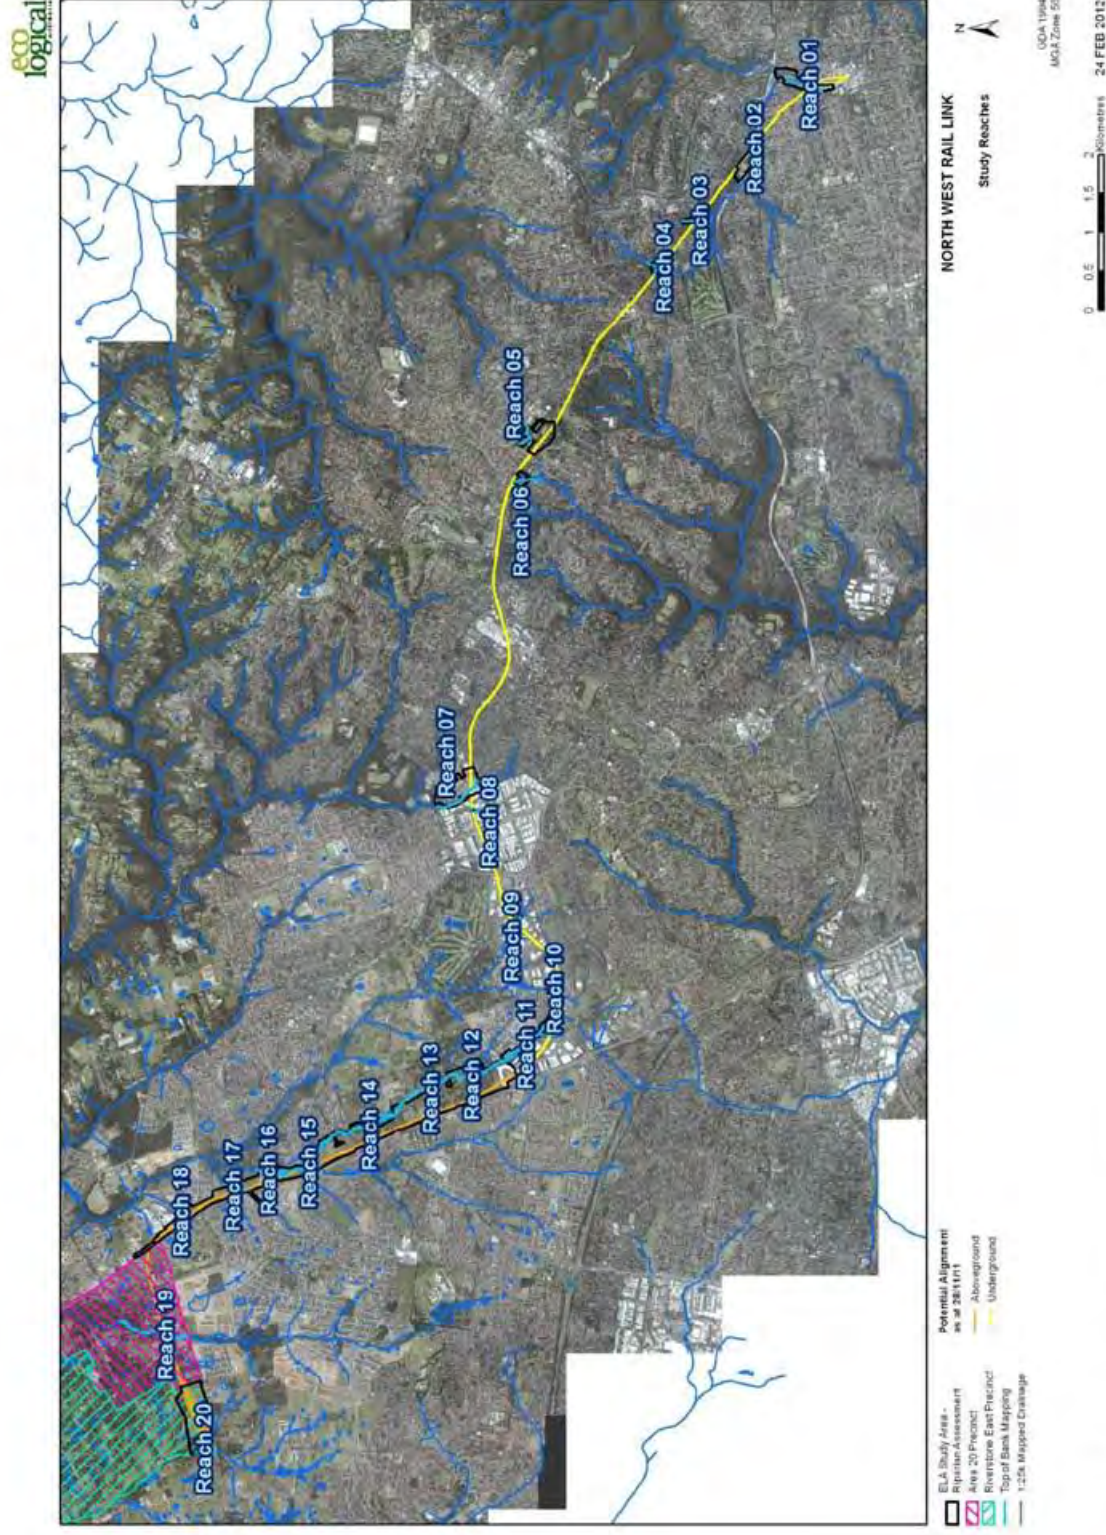 eco
logical
Reach 01
Reach 02
Reach 03
Reach 04
Reach 05
Reach 06
Reach 07
Reach 08
Reach 09
Reach 10
Reach 11
Reach 12
Reach 13
Reach 14
Reach 15
Reach 16
Reach 17
Reach 18
Reach 19
Reach 20
ELA Study Area -
Riparian Assessment
Area 20 Precinct
Riverstone East Precinct
Top of Bank Mapping
1:25k Mapped Drainage
Potential Alignment
as at 28/11/11
Aboveground
Underground
NORTH WEST RAIL LINK
Study Reaches
N
0 0.5 1 1.5 2
Kilometres
MGA Zone
24 FEB 2012